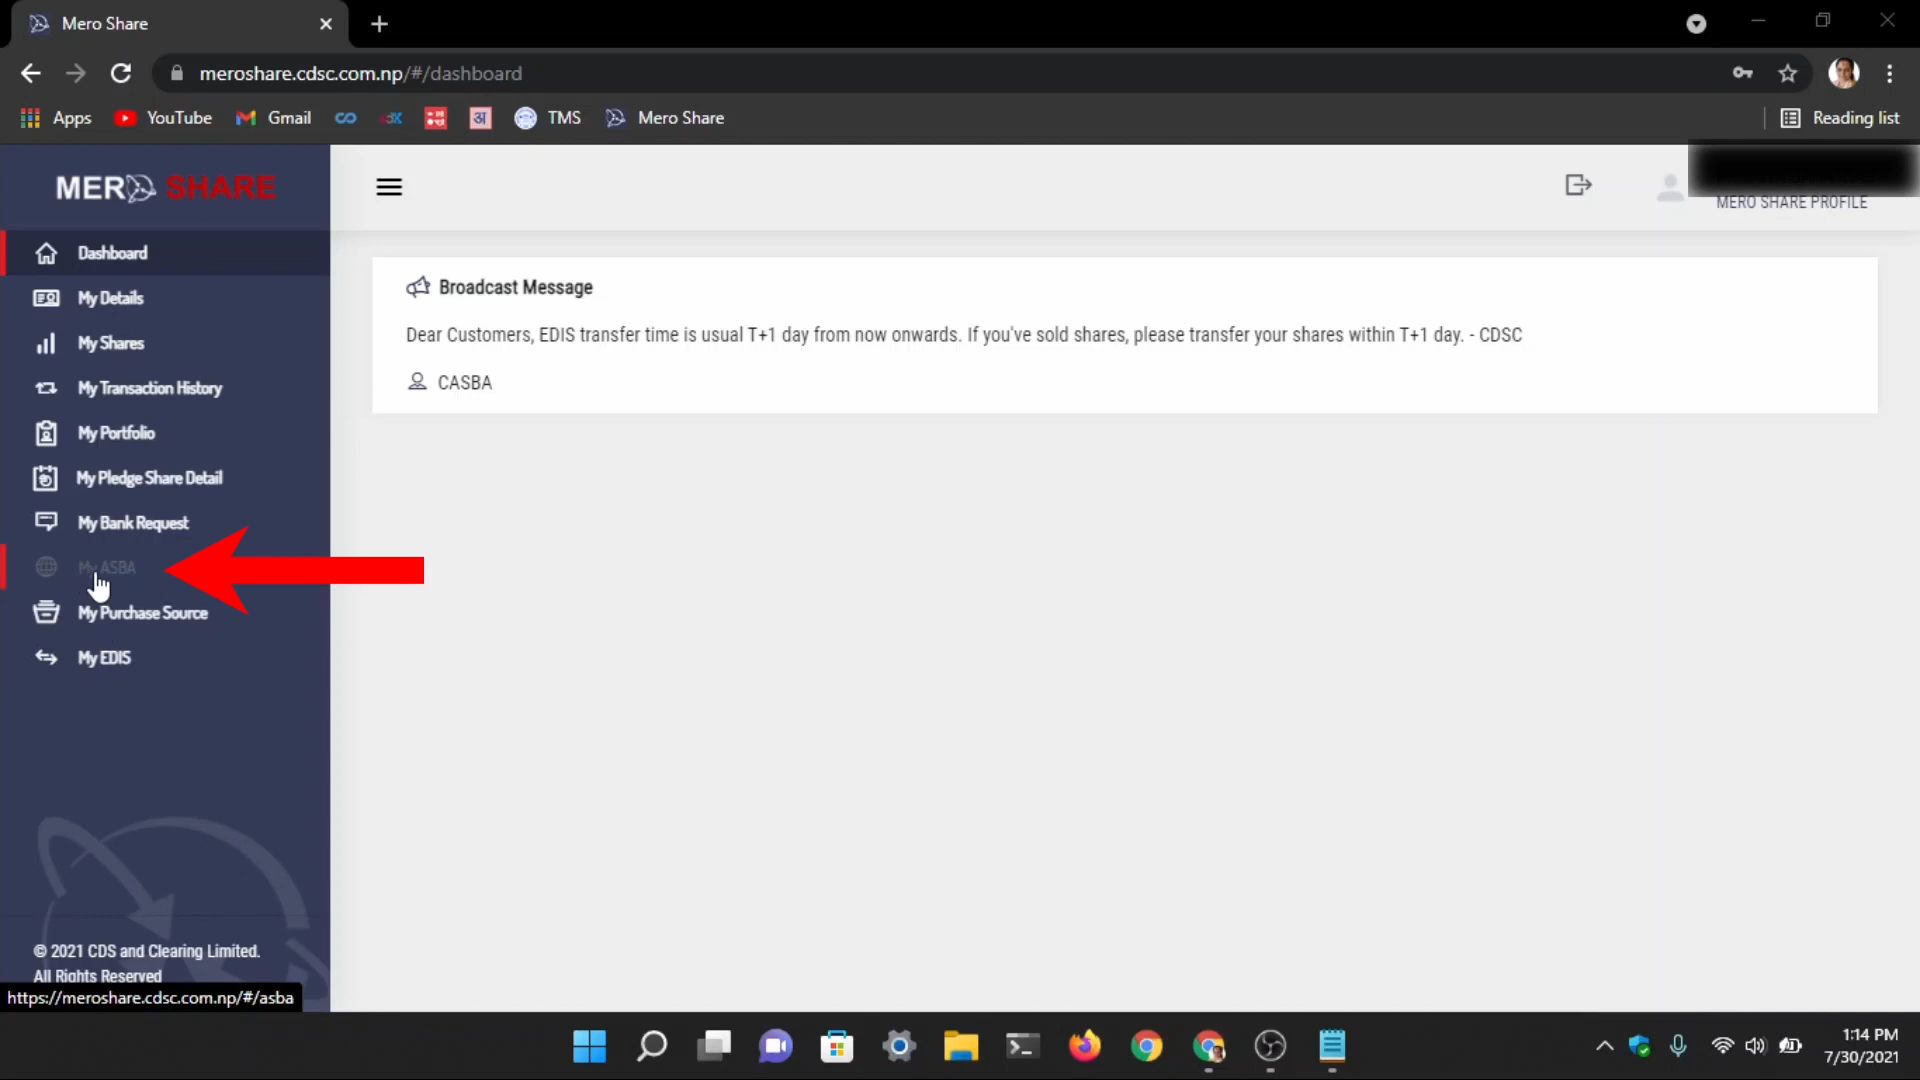 Mero Share
meroshare.cdsc.com.np/#/dashboard
Apps YouTube Gmail अ TMS Mero Share Reading list
MERO SHARE
MERO SHARE PROFILE
Dashboard
My Details
My Shares
My Transaction History
My Portfolio
My Pledge Share Detail
My Bank Request
My ASBA
My Purchase Source
My EDIS
Broadcast Message
Dear Customers, EDIS transfer time is usual T+1 day from now onwards. If you've sold shares, please transfer your shares within T+1 day. - CDSC
CASBA
© 2021 CDS and Clearing Limited.
All Rights Reserved
https://meroshare.cdsc.com.np/#/asba
1:14 PM
7/30/2021